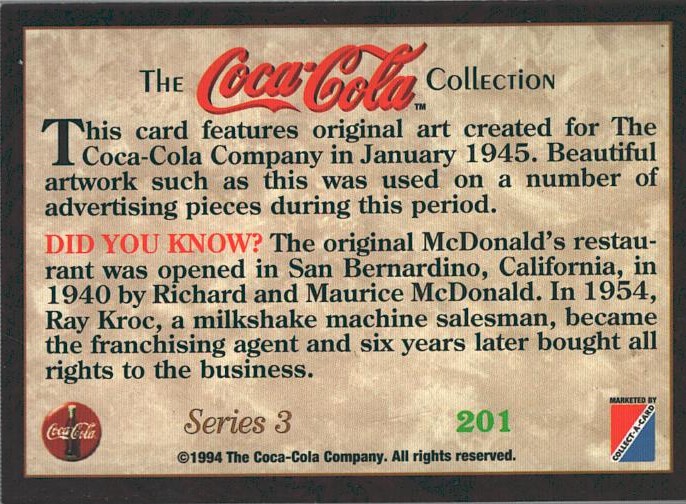 The Coca-Cola™ Collection
This card features original art created for The
Coca-Cola Company in January 1945. Beautiful
artwork such as this was used on a number of
advertising pieces during this period.
DID YOU KNOW? The original McDonald's restau-
rant was opened in San Bernardino, California, in
1940 by Richard and Maurice McDonald. In 1954,
Ray Kroc, a milkshake machine salesman, became
the franchising agent and six years later bought all
rights to the business.
Coca-Cola
Series 3
201
MARKETED BY
COLLECT-A-CARD
©1994 The Coca-Cola Company. All rights reserved.